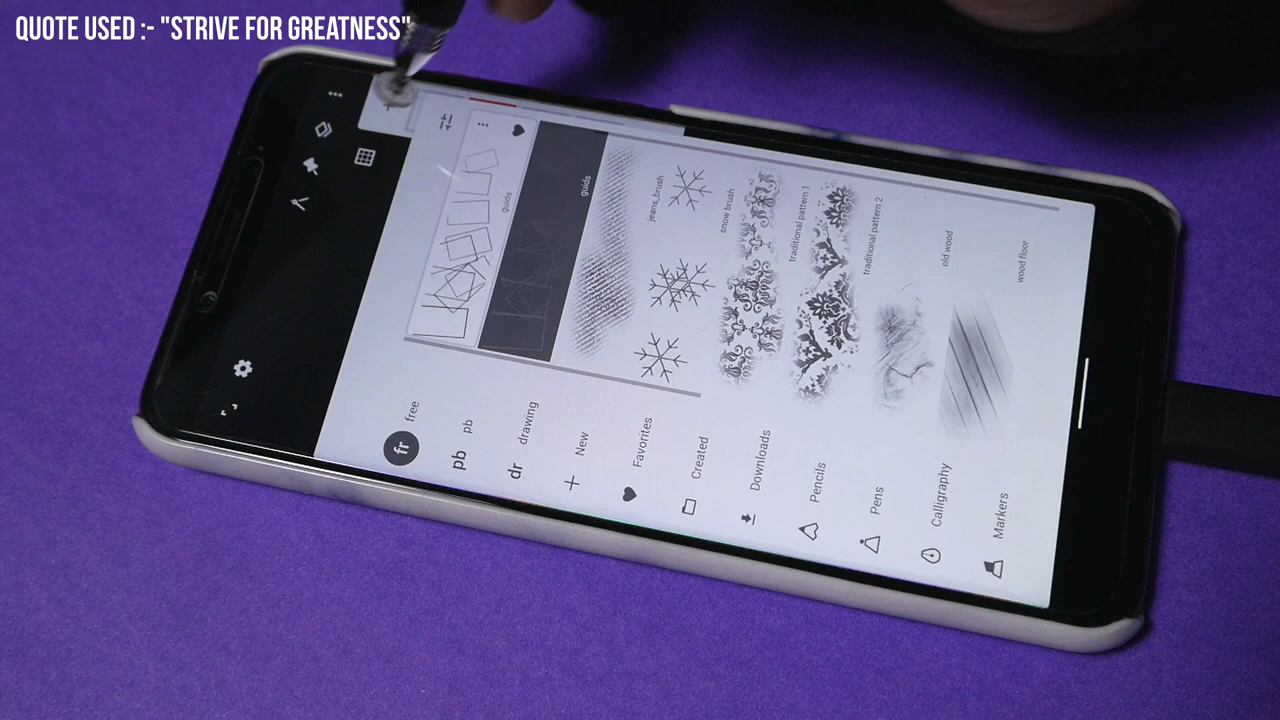 QUOTE USED :- "STRIVE FOR GREATNESS"
fr free
pb pb
dr drawing
New
Favorites
Created
Downloads
Pencils
Pens
Calligraphy
Markers
guids
guids
jeans_brush
snow brush
traditional pattern 1
traditional pattern 2
old wood
wood floor